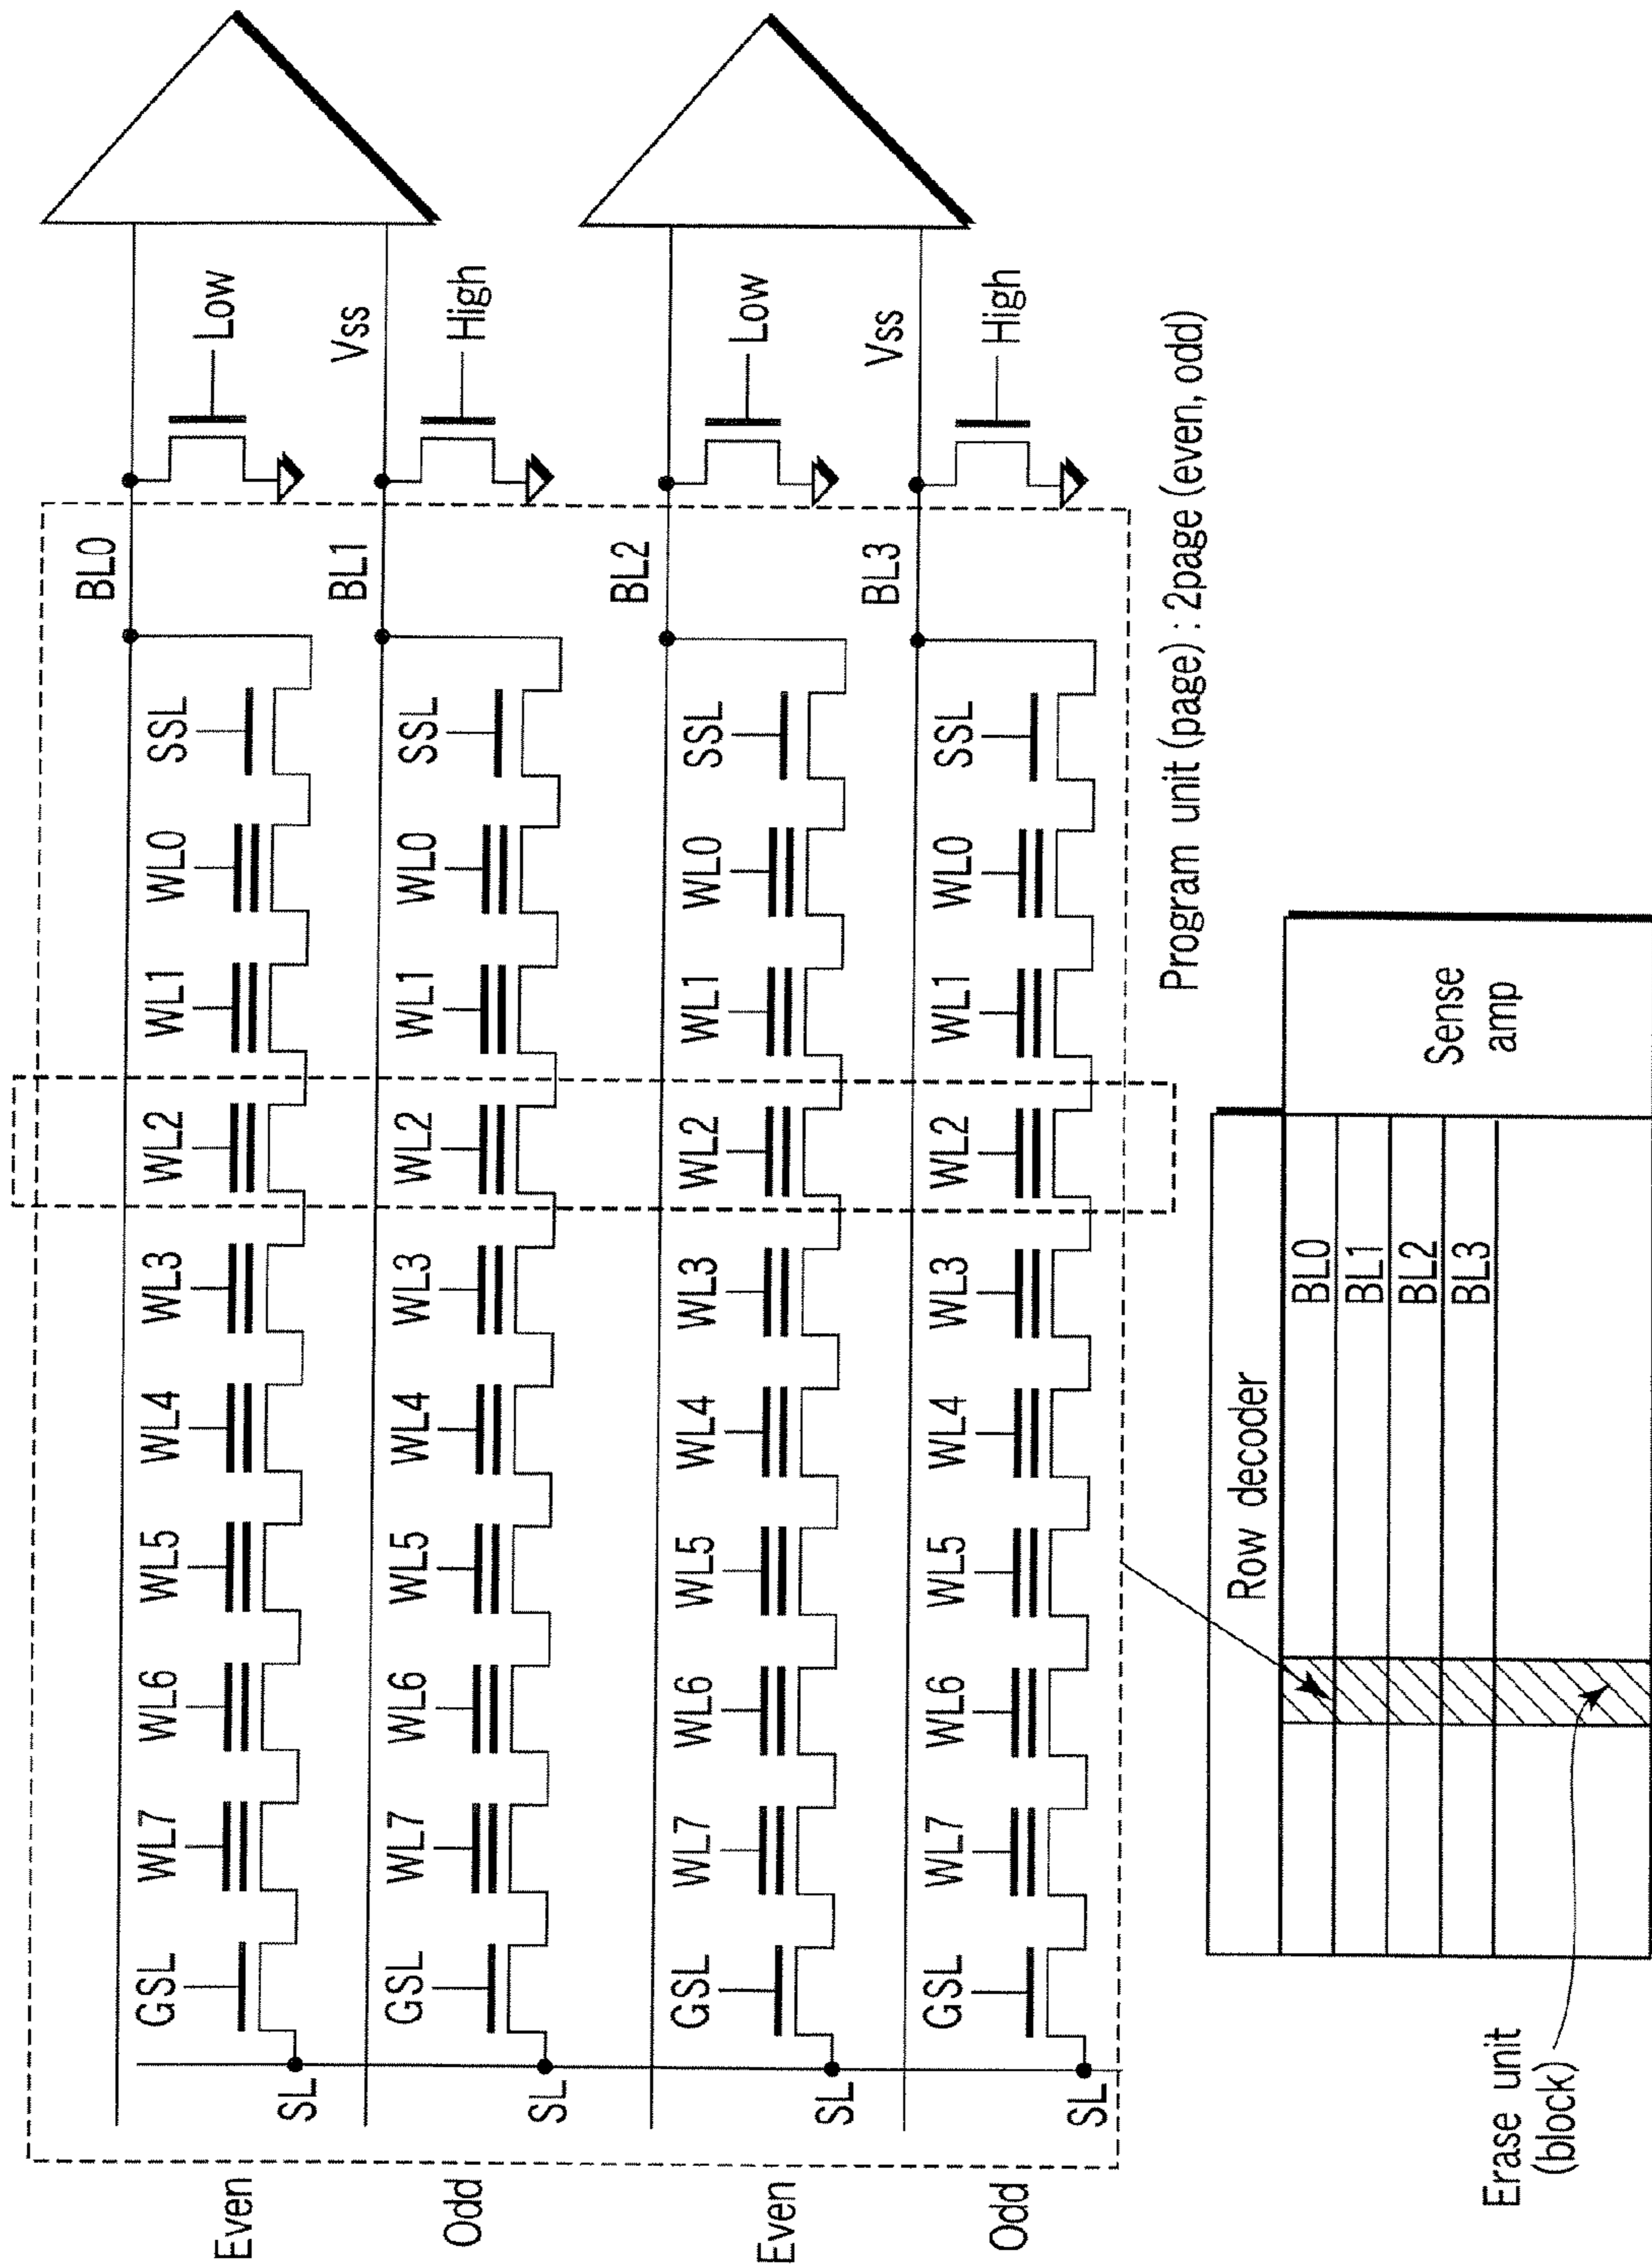 BL0
Low
SSL
WL0
WL1
WL2
WL3
WL4
WL5
WL6
WL7
GSL
SL
Even
Vss
BL1
High
SSL
WL0
WL1
WL2
WL3
WL4
WL5
WL6
WL7
GSL
SL
Odd
BL2
Low
SSL
WL0
WL1
WL2
WL3
WL4
WL5
WL6
WL7
GSL
SL
Even
Vss
BL3
High
SSL
WL0
WL1
WL2
WL3
WL4
WL5
WL6
WL7
GSL
SL
Odd
Program unit (page) : 2page (even, odd)
Row decoder
BL0
BL1
BL2
BL3
Sense
amp
Erase unit
(block)